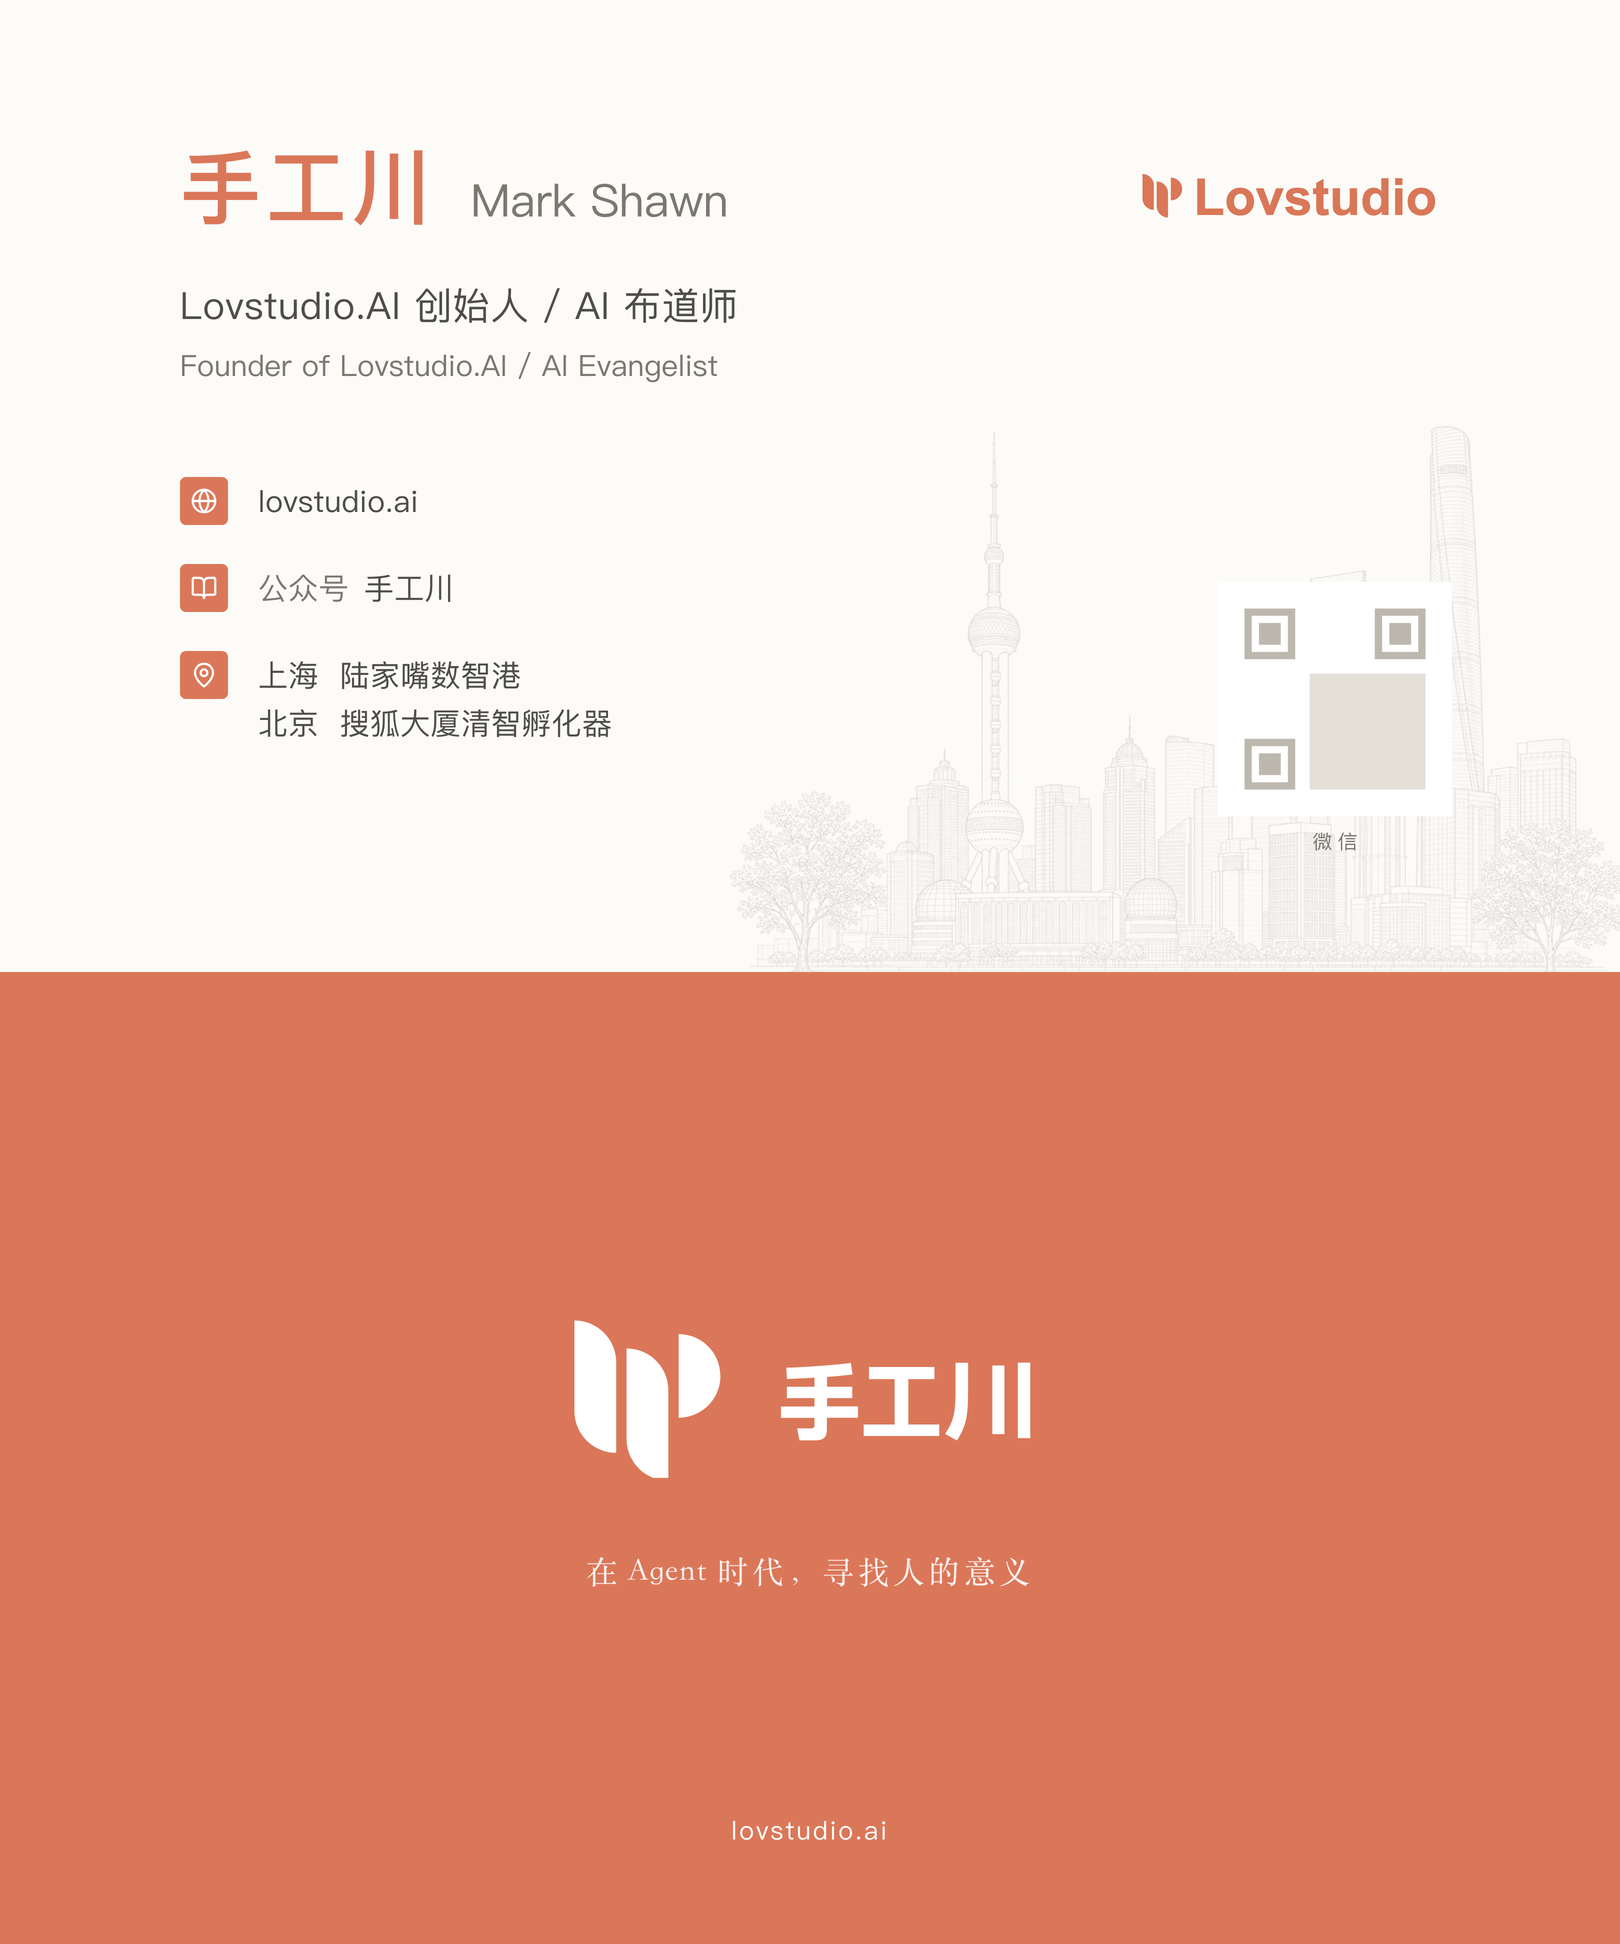 手工川 Mark Shawn
Lovstudio
Lovstudio.AI 创始人 / AI 布道师
Founder of Lovstudio.AI / AI Evangelist
lovstudio.ai
公众号 手工川
上海 陆家嘴数智港
北京 搜狐大厦清智孵化器
微信
手工川
在 Agent 时代，寻找人的意义
lovstudio.ai